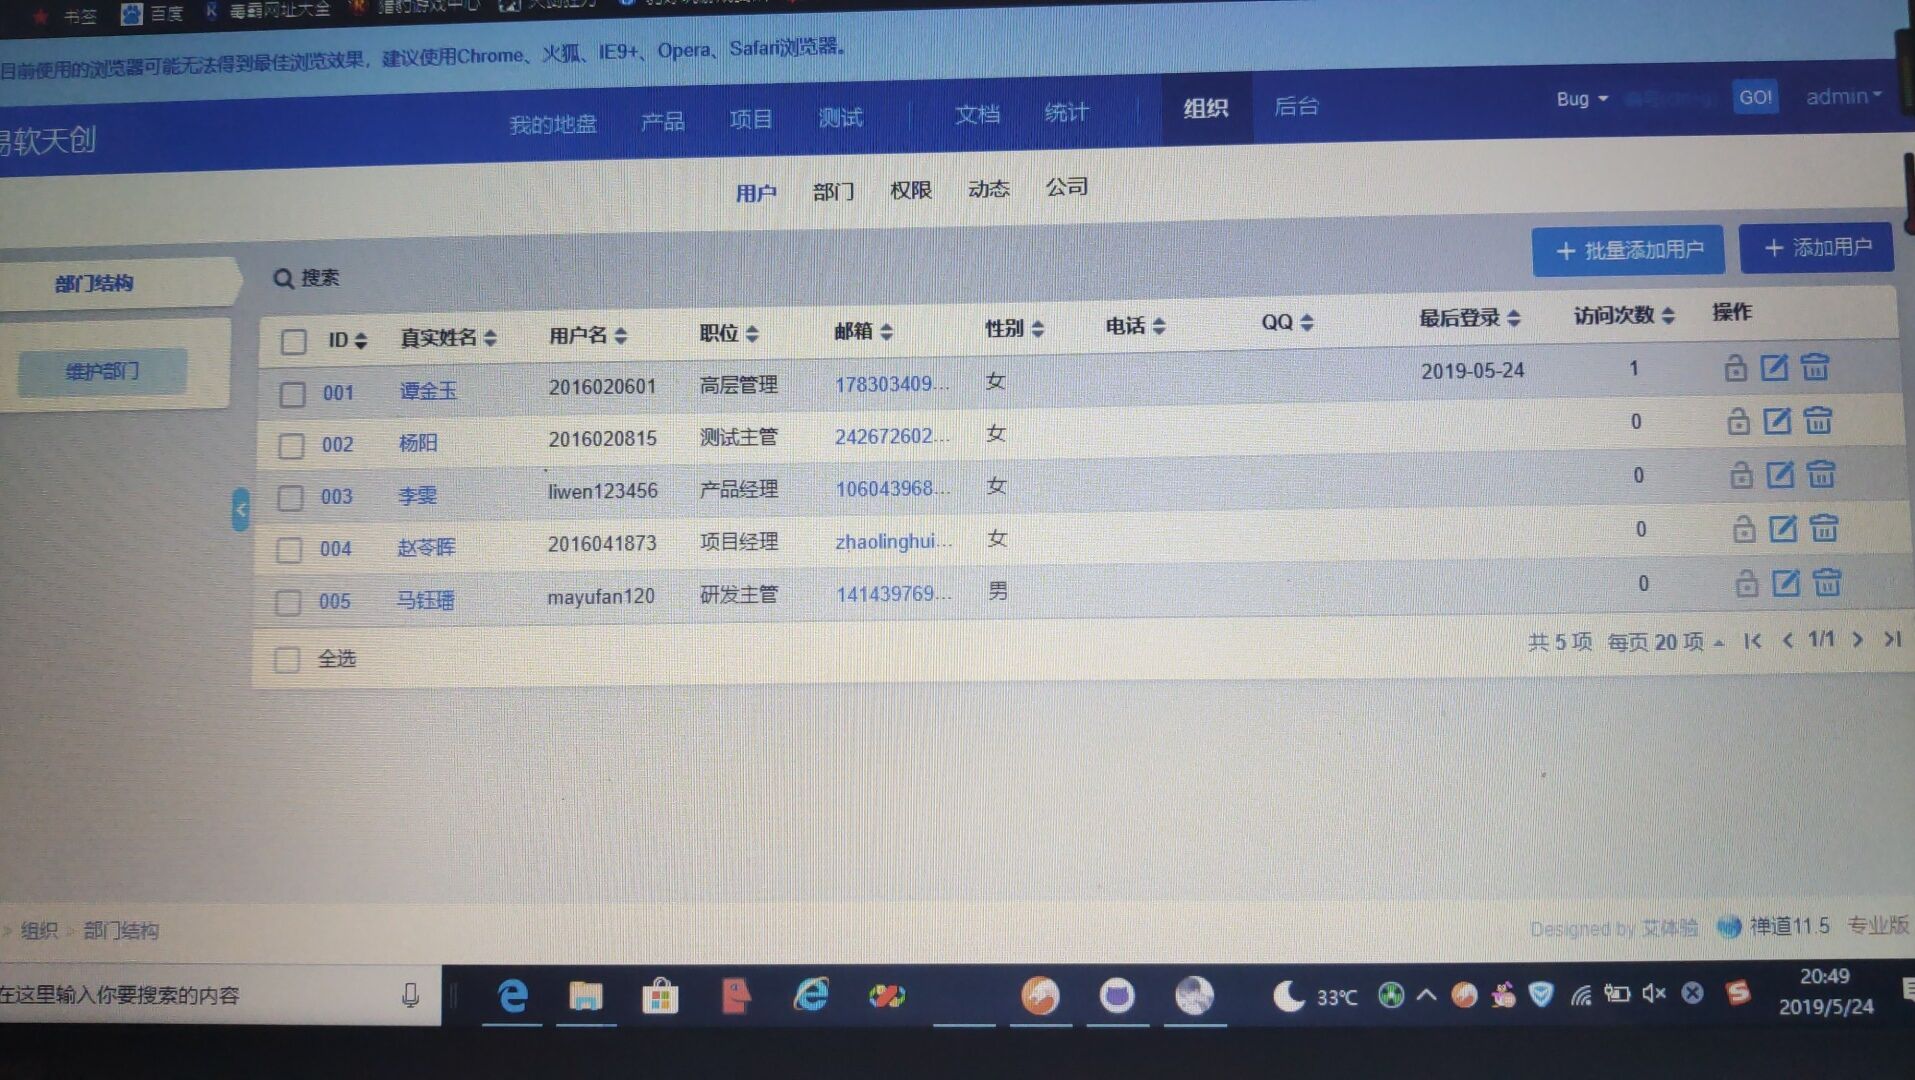 书签 百度 毒霸网址大全 猎豹游戏中心
目前使用的浏览器可能无法得到最佳浏览效果，建议使用Chrome、火狐、IE9+、Opera、Safari浏览器。
易软天创 我的地盘 产品 项目 测试 文档 统计 组织 后台 Bug GO! admin
用户 部门 权限 动态 公司
部门结构 搜索 + 批量添加用户 + 添加用户
维护部门
ID 真实姓名 用户名 职位 邮箱 性别 电话 QQ 最后登录 访问次数 操作
001 谭金玉 2016020601 高层管理 178303409... 女 2019-05-24 1
002 杨阳 2016020815 测试主管 242672602... 女 0
003 李雯 liwen123456 产品经理 106043968... 女 0
004 赵苓晖 2016041873 项目经理 zhaolinghui... 女 0
005 马钰璠 mayufan120 研发主管 141439769... 男 0
全选 共 5 项 每页 20 项 1/1
» 组织 » 部门结构 Designed by 艾体验 禅道11.5 专业版
在这里输入你要搜索的内容 33℃ 20:49
2019/5/24